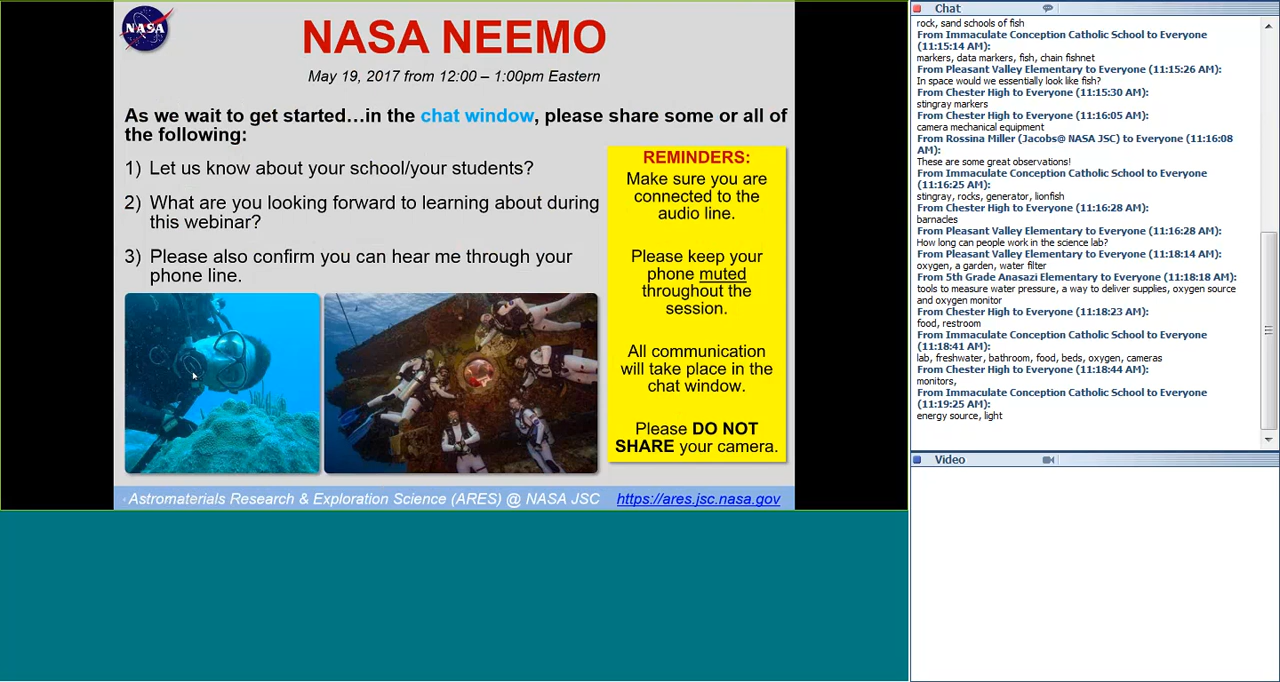 NASA
NASA NEEMO
May 19, 2017 from 12:00 – 1:00pm Eastern
As we wait to get started…in the chat window, please share some or all of
the following:
1) Let us know about your school/your students?
2) What are you looking forward to learning about during
this webinar?
3) Please also confirm you can hear me through your
phone line.
REMINDERS:
Make sure you are
connected to the
audio line.
Please keep your
phone muted
throughout the
session.
All communication
will take place in the
chat window.
Please DO NOT
SHARE your camera.
Astromaterials Research & Exploration Science (ARES) @ NASA JSC https://ares.jsc.nasa.gov
Chat
rock, sand schools of fish
From Immaculate Conception Catholic School to Everyone
(11:15:14 AM):
markers, data markers, fish, chain fishnet
From Pleasant Valley Elementary to Everyone (11:15:26 AM):
In space would we essentially look like fish?
From Chester High to Everyone (11:15:30 AM):
stingray markers
From Chester High to Everyone (11:16:05 AM):
camera mechanical equipment
From Rossina Miller (Jacobs@ NASA JSC) to Everyone (11:16:08
AM):
These are some great observations!
From Immaculate Conception Catholic School to Everyone
(11:16:25 AM):
stingray, rocks, generator, lionfish
From Chester High to Everyone (11:16:28 AM):
barnacles
From Pleasant Valley Elementary to Everyone (11:16:28 AM):
How long can people work in the science lab?
From Pleasant Valley Elementary to Everyone (11:18:14 AM):
oxygen, a garden, water filter
From 5th Grade Anasazi Elementary to Everyone (11:18:18 AM):
tools to measure water pressure, a way to deliver supplies, oxygen source
and oxygen monitor
From Chester High to Everyone (11:18:23 AM):
food, restroom
From Immaculate Conception Catholic School to Everyone
(11:18:41 AM):
lab, freshwater, bathroom, food, beds, oxygen, cameras
From Chester High to Everyone (11:18:44 AM):
monitors,
From Immaculate Conception Catholic School to Everyone
(11:19:25 AM):
energy source, light
Video